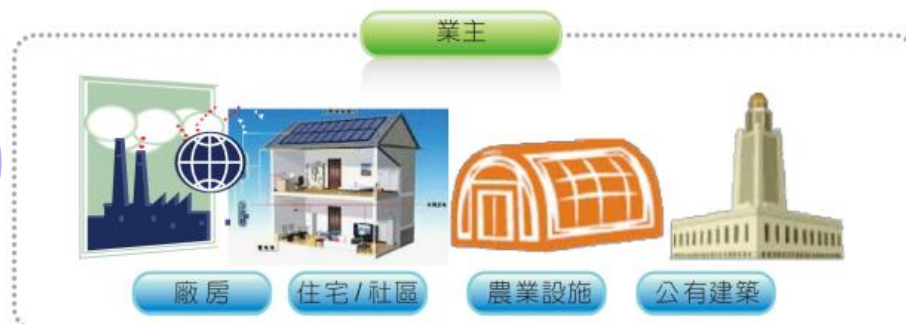 業主
廠房
住宅/社區
農業設施
公有建築